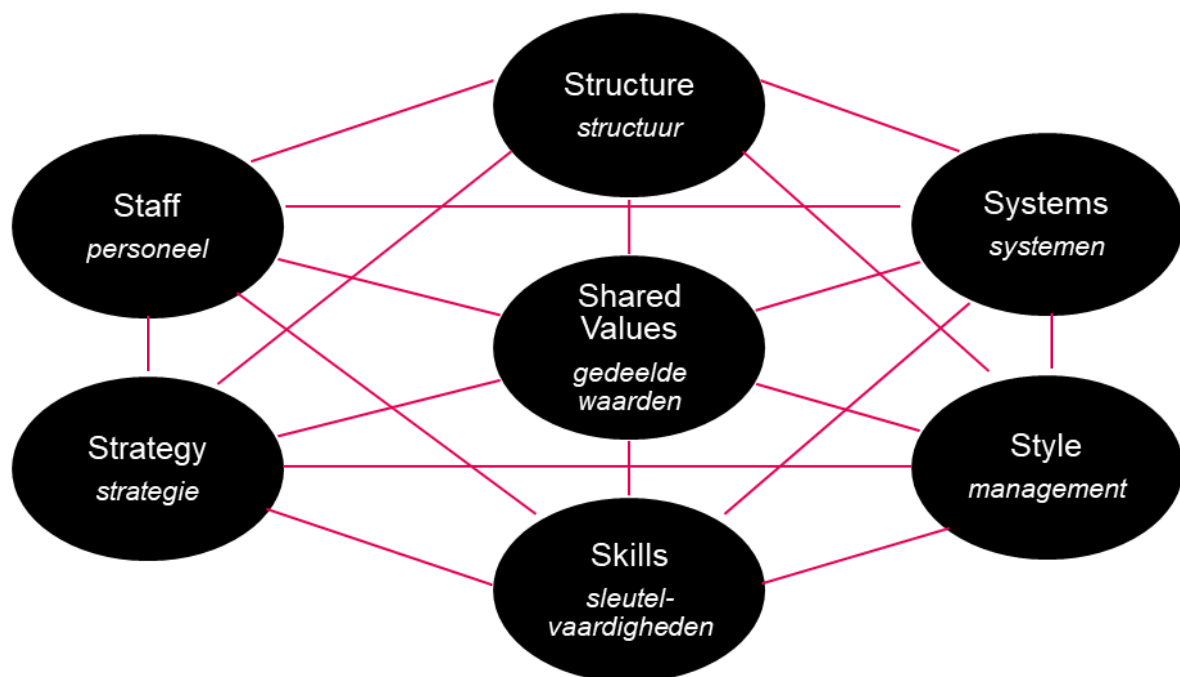 Structure
structuur
Staff
personeel
Systems
systemen
Shared
Values
gedeelde
waarden
Strategy
strategie
Style
management
Skills
sleutel-
vaardigheden